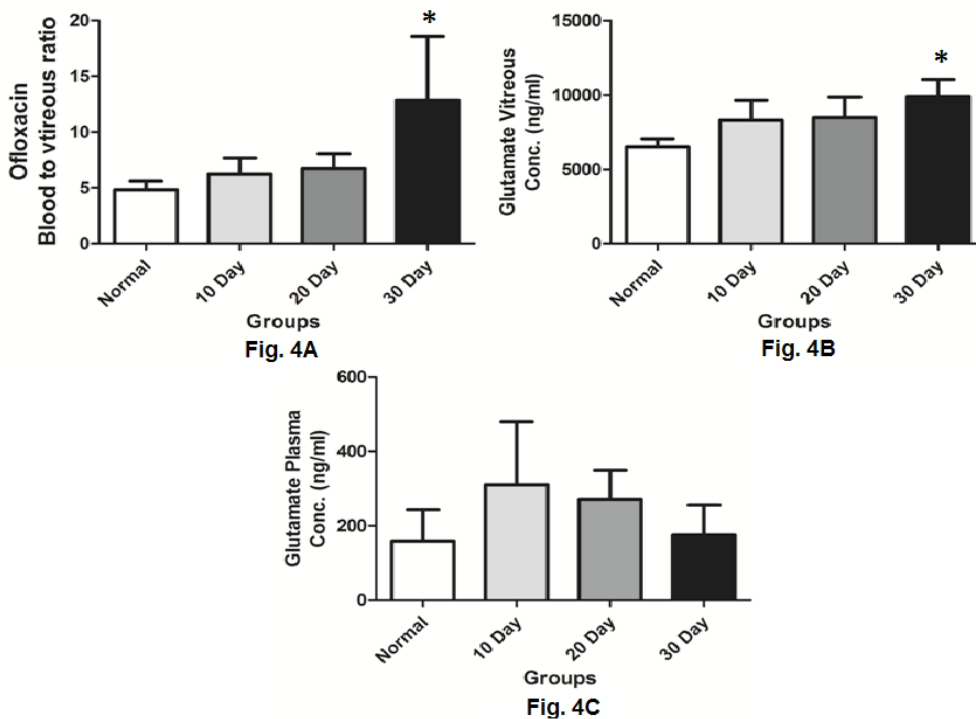 Ofloxacin
Blood to vtireous ratio
20
15
10
5
0
*
Normal
10 Day
20 Day
30 Day
Groups
Fig. 4A
Glutamate Vitreous
Conc. (ng/ml)
15000
10000
5000
0
*
Normal
10 Day
20 Day
30 Day
Groups
Fig. 4B
Glutamate Plasma
Conc. (ng/ml)
600
400
200
0
Normal
10 Day
20 Day
30 Day
Groups
Fig. 4C